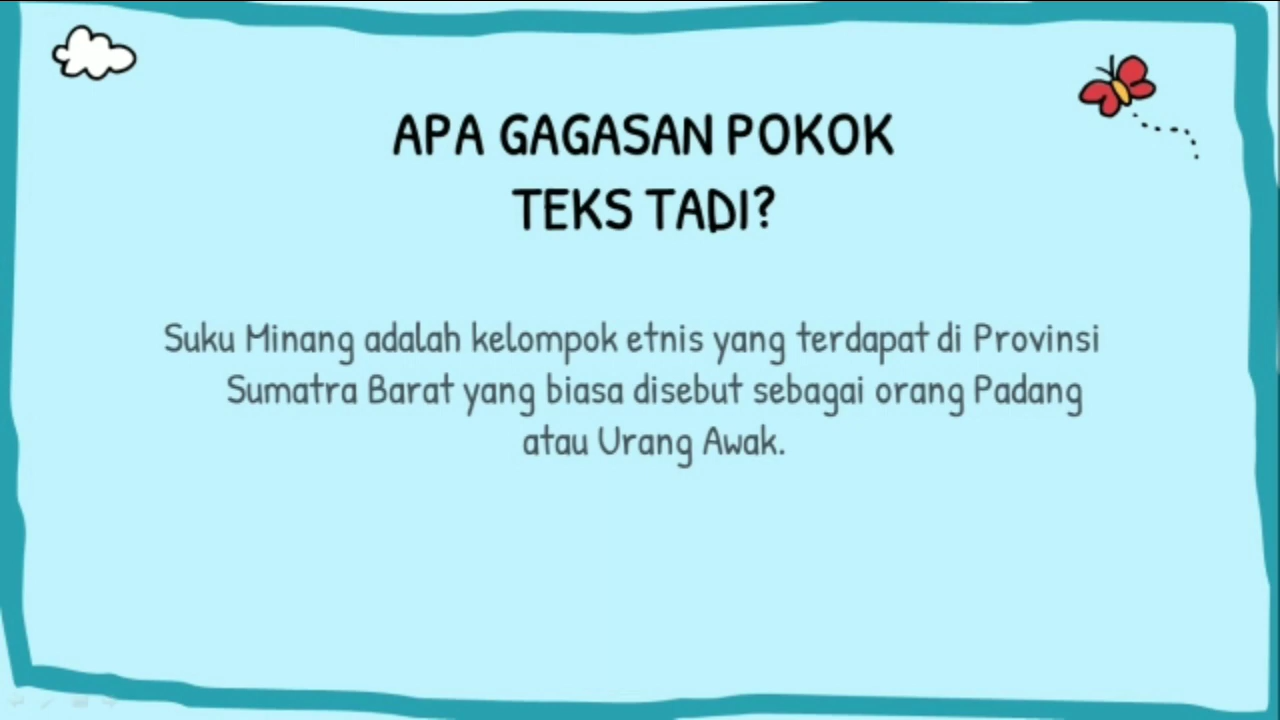 APA GAGASAN POKOK
TEKS TADI?
Suku Minang adalah kelompok etnis yang terdapat di Provinsi
Sumatra Barat yang biasa disebut sebagai orang Padang
atau Urang Awak.